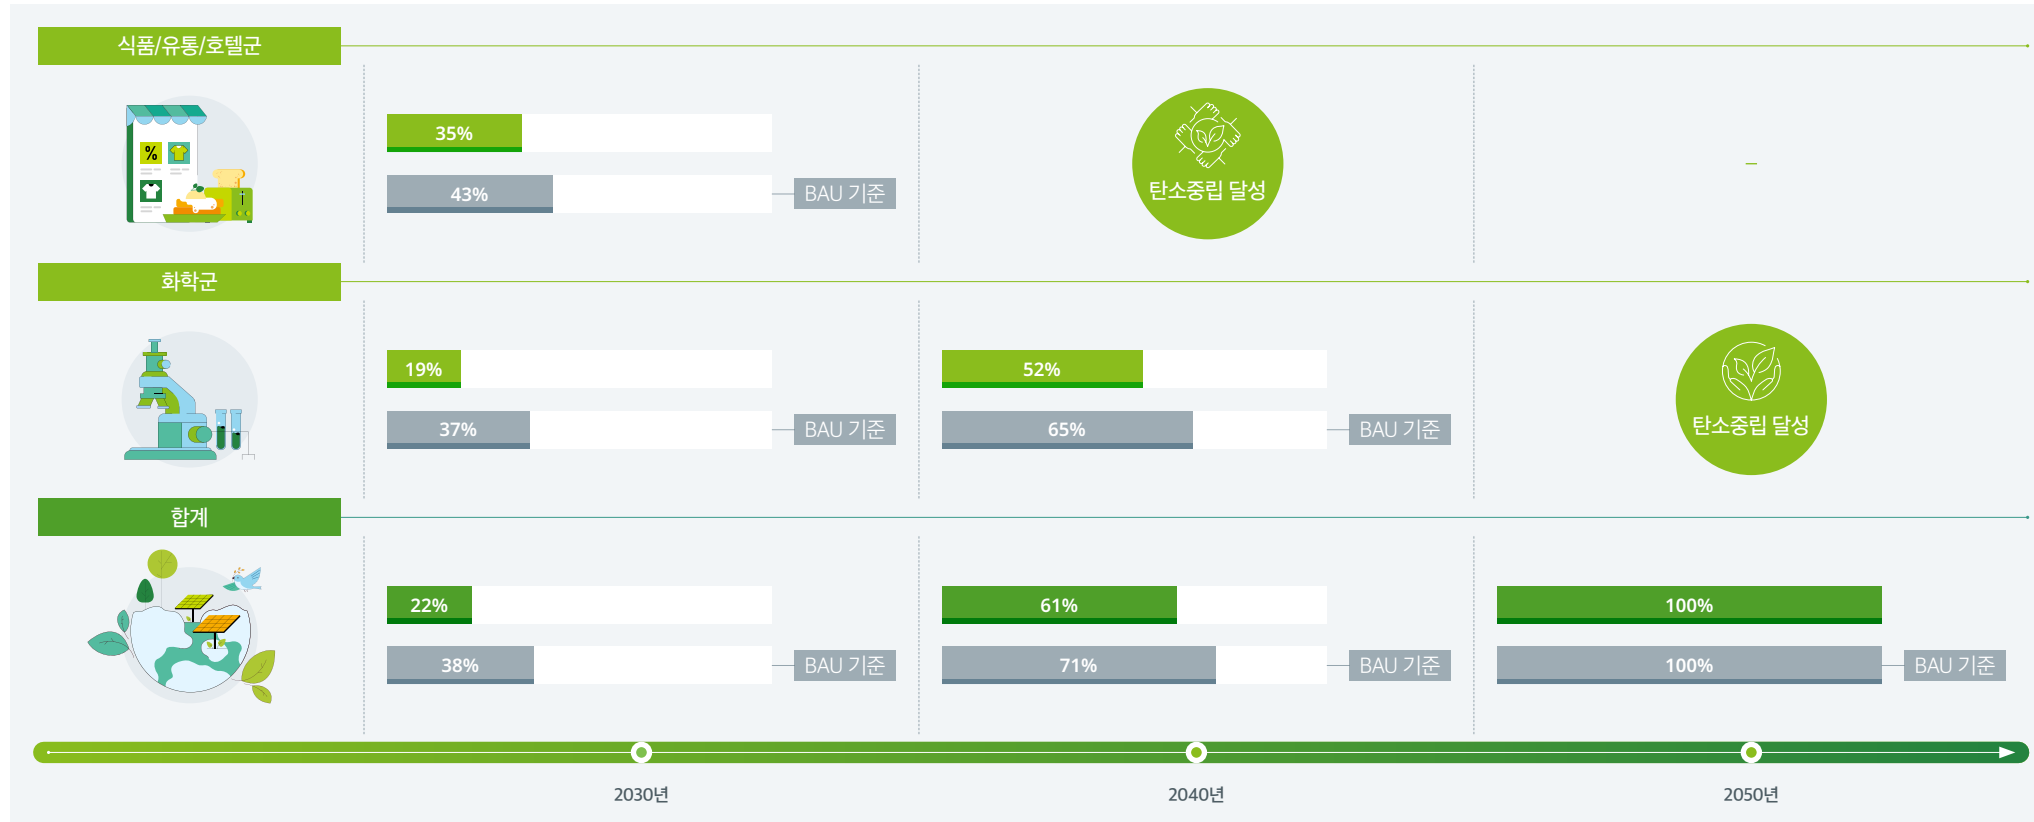 식품/유통/호텔군
%
35%
43%
BAU 기준
탄소중립 달성
–
화학군
19%
37%
BAU 기준
52%
65%
BAU 기준
탄소중립 달성
합계
22%
38%
BAU 기준
61%
71%
BAU 기준
100%
100%
BAU 기준
2030년
2040년
2050년